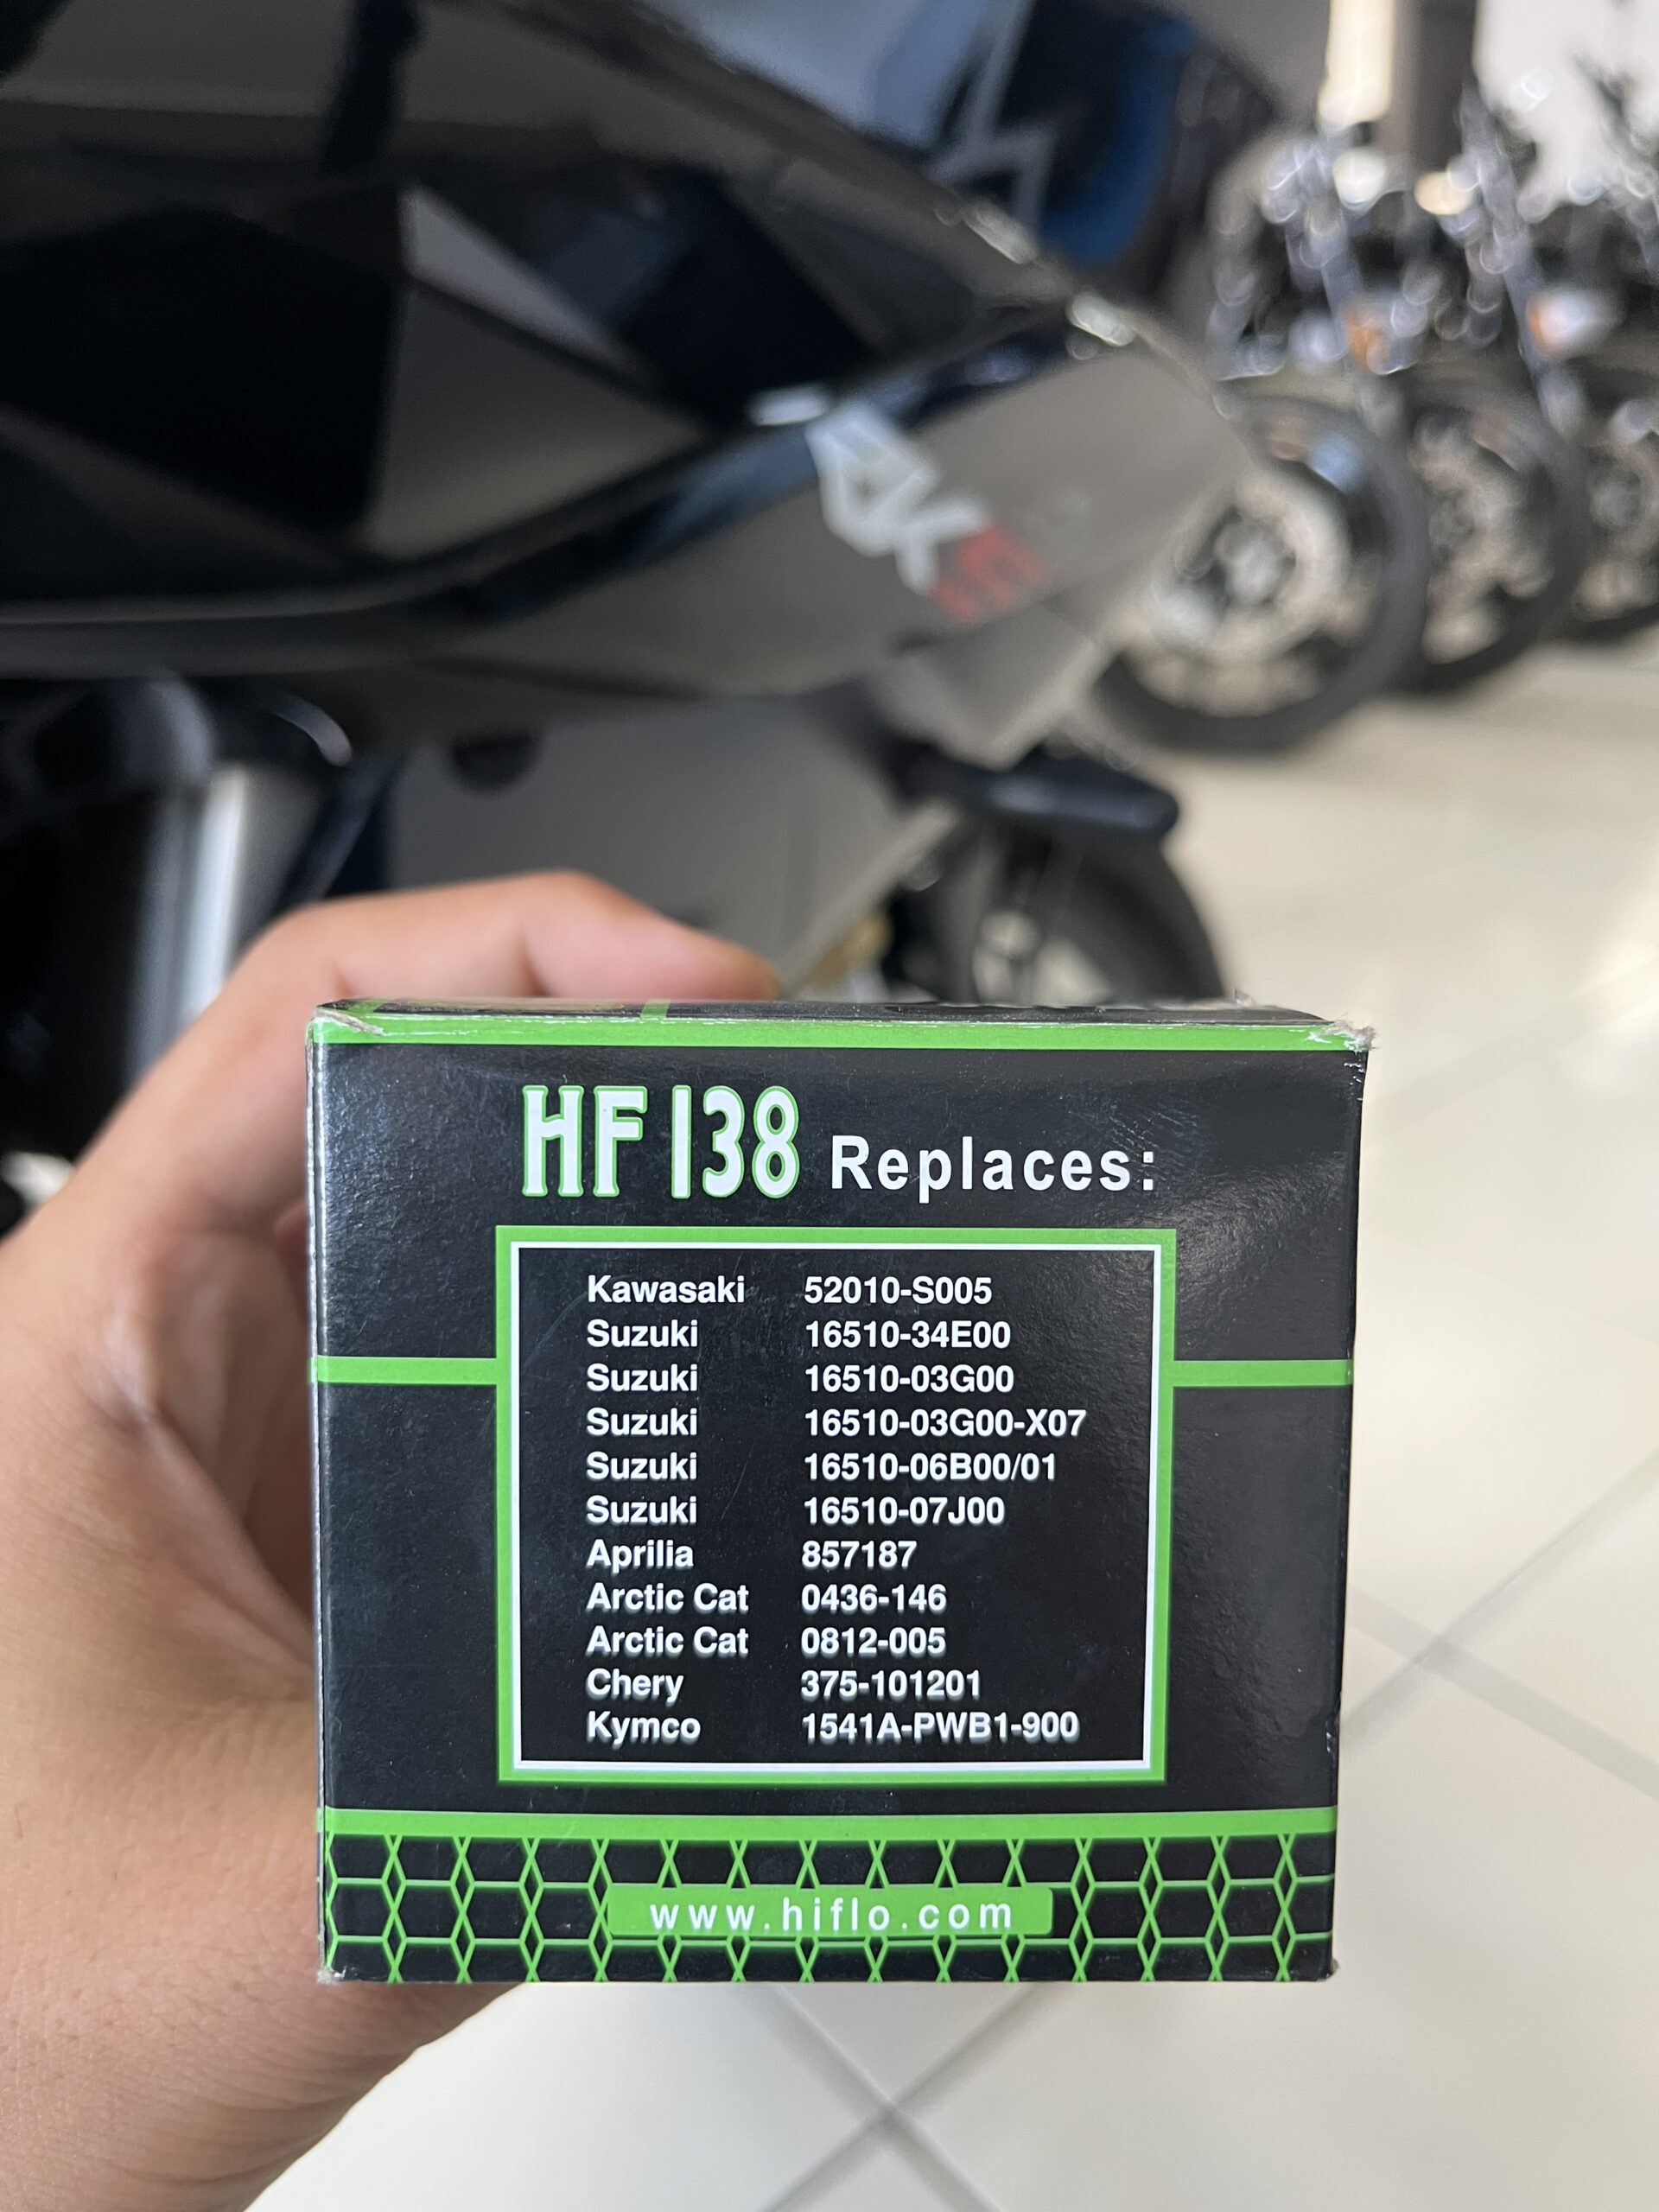 HF 138 Replaces:
Kawasaki 52010-S005
Suzuki 16510-34E00
Suzuki 16510-03G00
Suzuki 16510-03G00-X07
Suzuki 16510-06B00/01
Suzuki 16510-07J00
Aprilia 857187
Arctic Cat 0436-146
Arctic Cat 0812-005
Chery 375-101201
Kymco 1541A-PWB1-900
www.hiflo.com